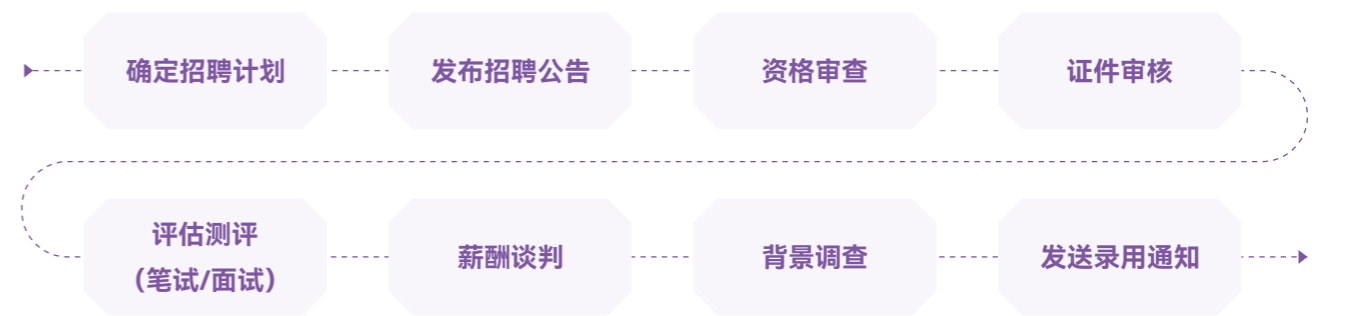 确定招聘计划
发布招聘公告
资格审查
证件审核
评估测评
（笔试/面试）
薪酬谈判
背景调查
发送录用通知